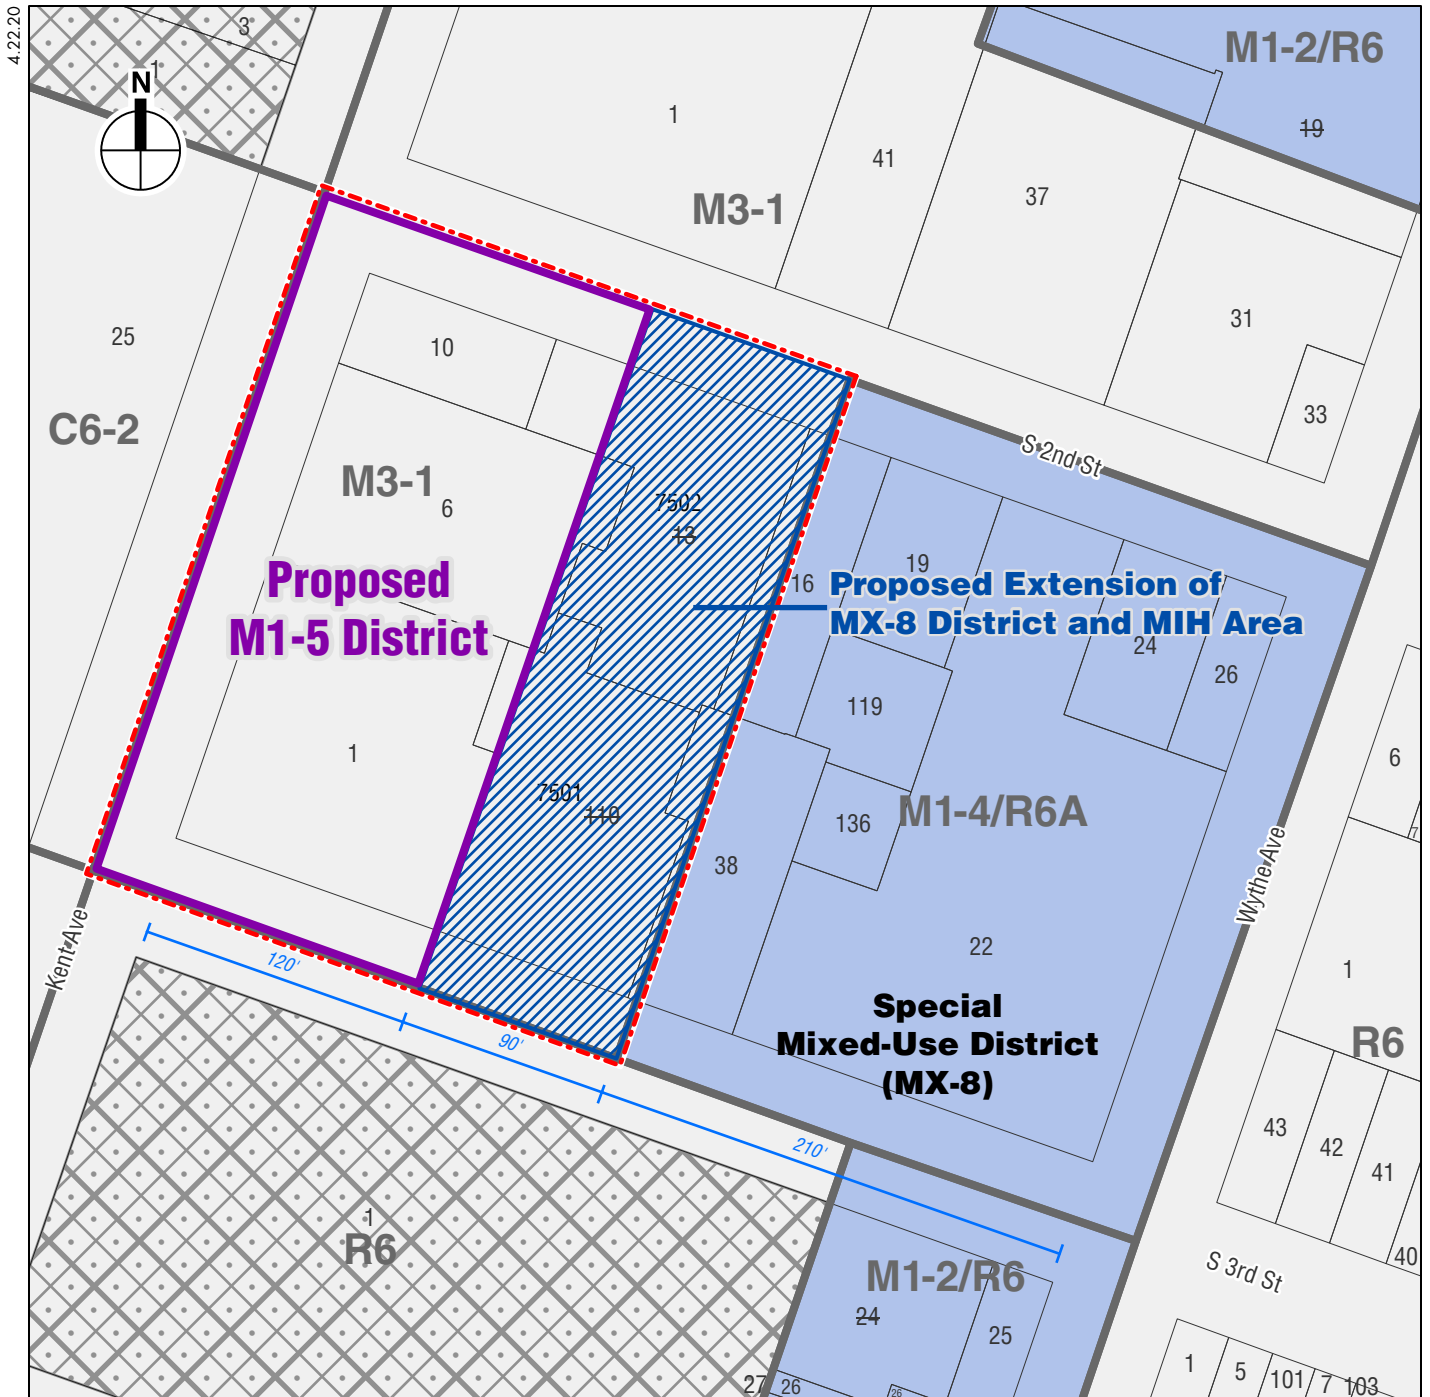 4.22.20
3
1
N
M1-2/R6
19
1
41
37
M3-1
25
10
31
33
C6-2
S 2nd St
M3-1
6
7502
13
19
16
Proposed
M1-5 District
Proposed Extension of
MX-8 District and MIH Area
24
26
119
1
6
7501
110
M1-4/R6A
136
7
38
Wythe Ave
22
1
Kent Ave
120'
Special
Mixed-Use District
(MX-8)
90'
R6
43
42
41
210'
1
R6
40
S 3rd St
M1-2/R6
24
25
1
5
101
7
103
27
26
26